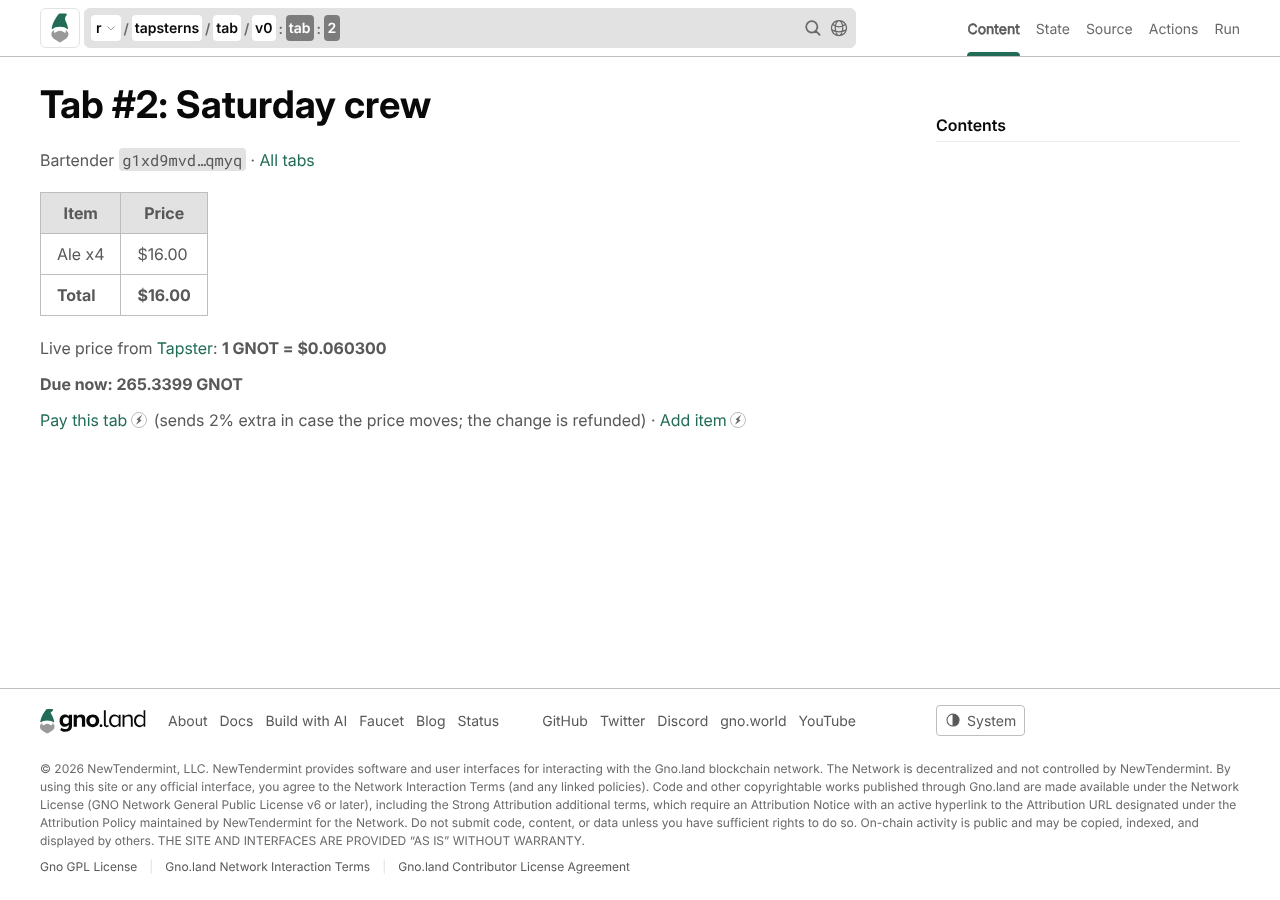 r / tapsterns / tab / v0 : tab : 2
Content State Source Actions Run
Tab #2: Saturday crew
Contents
Bartender g1xd9mvd…qmyq · All tabs
Item Price
Ale x4 $16.00
Total $16.00
Live price from Tapster: 1 GNOT = $0.060300
Due now: 265.3399 GNOT
Pay this tab (sends 2% extra in case the price moves; the change is refunded) · Add item
gno.land About Docs Build with AI Faucet Blog Status GitHub Twitter Discord gno.world YouTube System
© 2026 NewTendermint, LLC. NewTendermint provides software and user interfaces for interacting with the Gno.land blockchain network. The Network is decentralized and not controlled by NewTendermint. By
using this site or any official interface, you agree to the Network Interaction Terms (and any linked policies). Code and other copyrightable works published through Gno.land are made available under the Network
License (GNO Network General Public License v6 or later), including the Strong Attribution additional terms, which require an Attribution Notice with an active hyperlink to the Attribution URL designated under the
Attribution Policy maintained by NewTendermint for the Network. Do not submit code, content, or data unless you have sufficient rights to do so. On-chain activity is public and may be copied, indexed, and
displayed by others. THE SITE AND INTERFACES ARE PROVIDED “AS IS” WITHOUT WARRANTY.
Gno GPL License Gno.land Network Interaction Terms Gno.land Contributor License Agreement